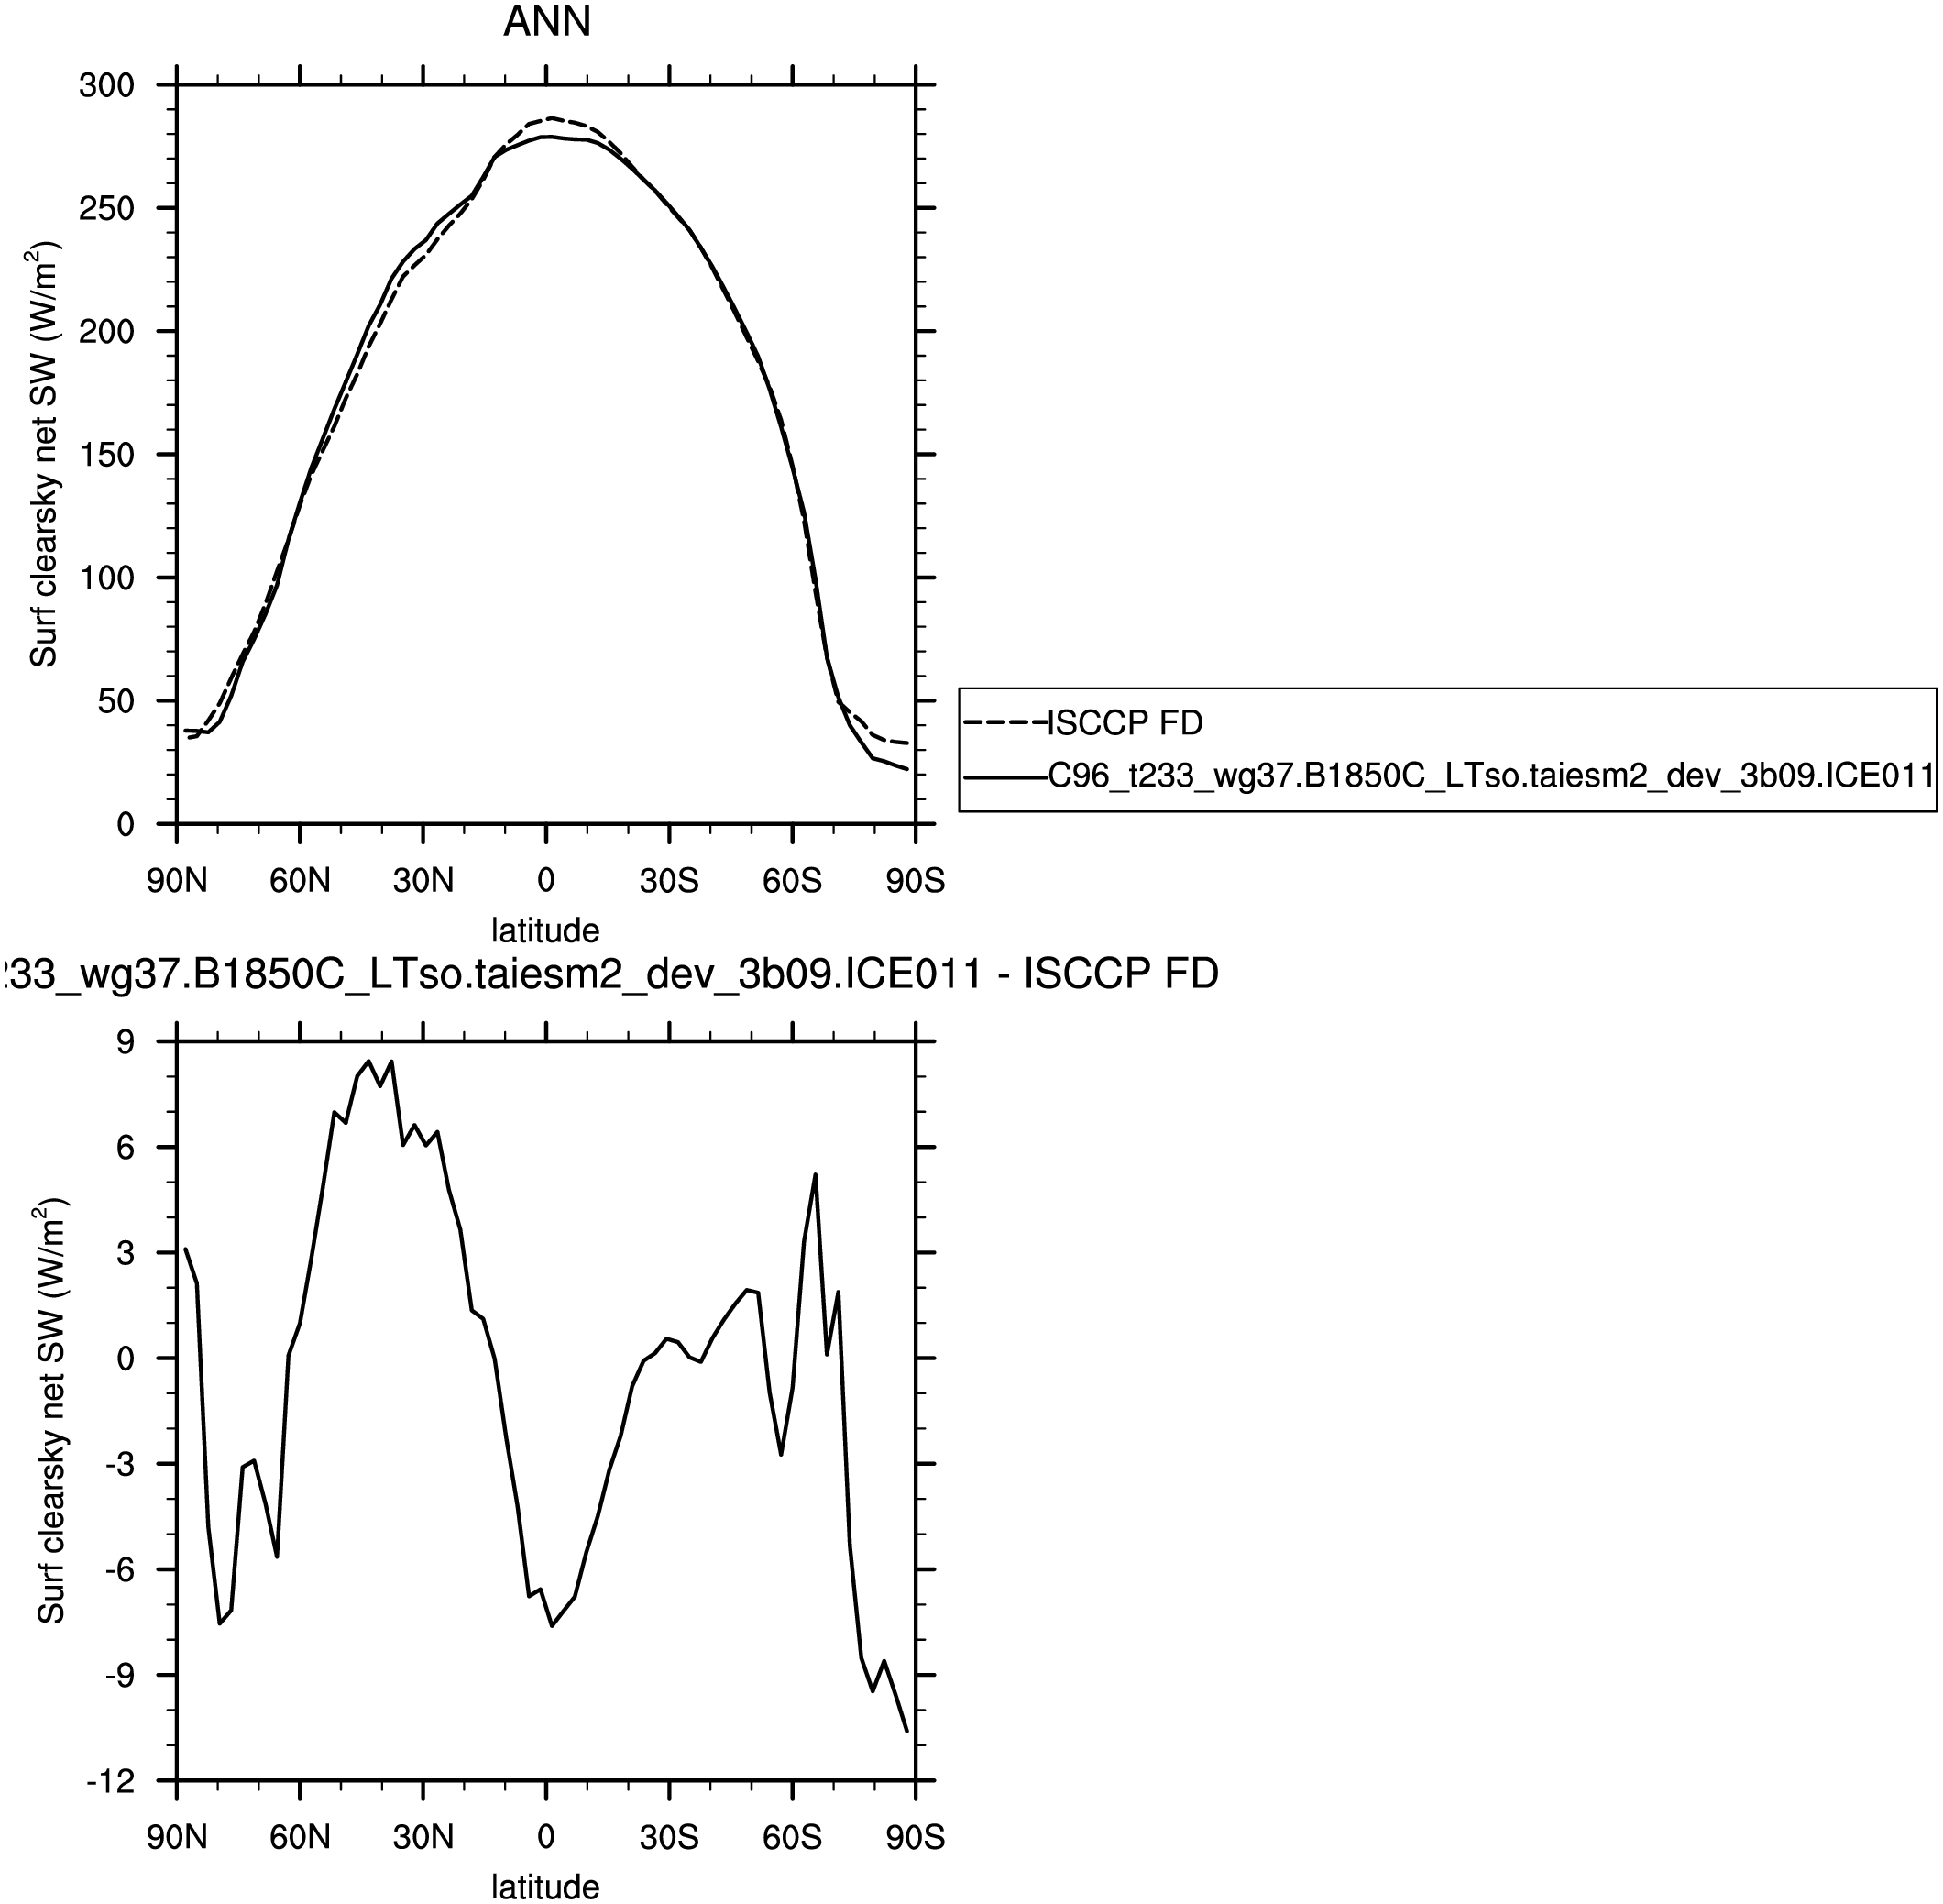 ANN
Surf clearsky net SW (W/m²)
300
250
200
150
100
50
0
90N 60N 30N 0 30S 60S 90S
latitude
ISCCP FD
C96_t233_wg37.B1850C_LTso.taiesm2_dev_3b09.ICE011
33_wg37.B1850C_LTso.taiesm2_dev_3b09.ICE011 - ISCCP FD
Surf clearsky net SW (W/m²)
9
6
3
0
-3
-6
-9
-12
90N 60N 30N 0 30S 60S 90S
latitude